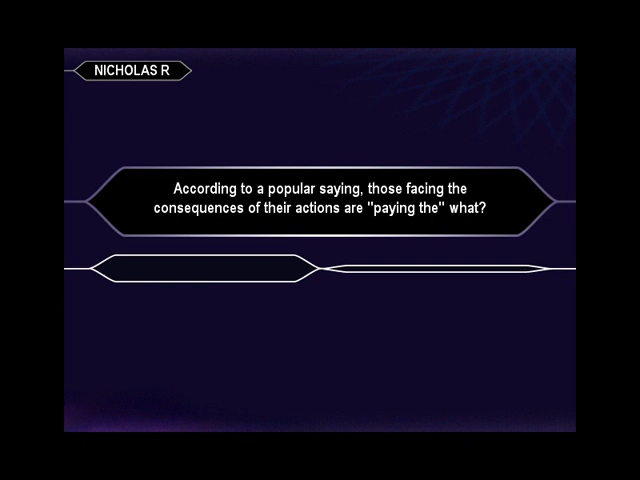 NICHOLAS R
According to a popular saying, those facing the
consequences of their actions are "paying the" what?